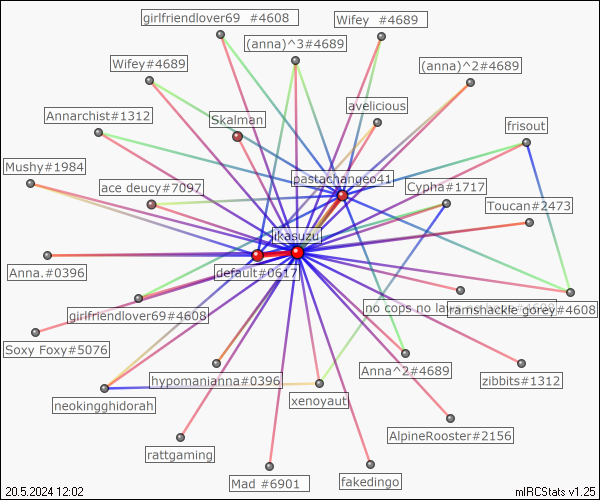 girlfriendlover69 #4608
Wifey #4689
(anna)^3#4689
Wifey#4689
(anna)^2#4689
avelicious
Annarchist#1312
Skalman
frisout
Mushy#1984
pastachangeo41
ace deucy#7097
Cypha#1717
Toucan#2473
ikasuzu
Anna.#0396
default#0617
no cops no laws no
ramshackle gorey#4608
girlfriendlover69#4608
Soxy Foxy#5076
Anna^2#4689
zibbits#1312
hypomanianna#0396
neokingghidorah
xenoyaut
AlpineRooster#2156
rattgaming
Mad #6901
fakedingo
20.5.2024 12:02
mIRCStats v1.25